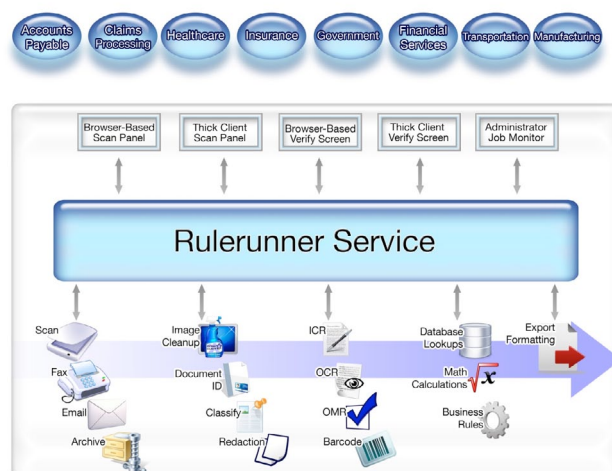 Accounts
Payable
Claims
Processing
Healthcare
Insurance
Government
Financial
Services
Transportation
Manufacturing
Browser-Based
Scan Panel
Thick Client
Scan Panel
Browser-Based
Verify Screen
Thick Client
Verify Screen
Administrator
Job Monitor
Rulerunner Service
Scan
Fax
Email
Archive
Image
Cleanup
Document
ID
Classify
Redaction
ICR
OCR
OMR
Barcode
Database
Lookups
Math
Calculations
√x
Business
Rules
Export
Formatting